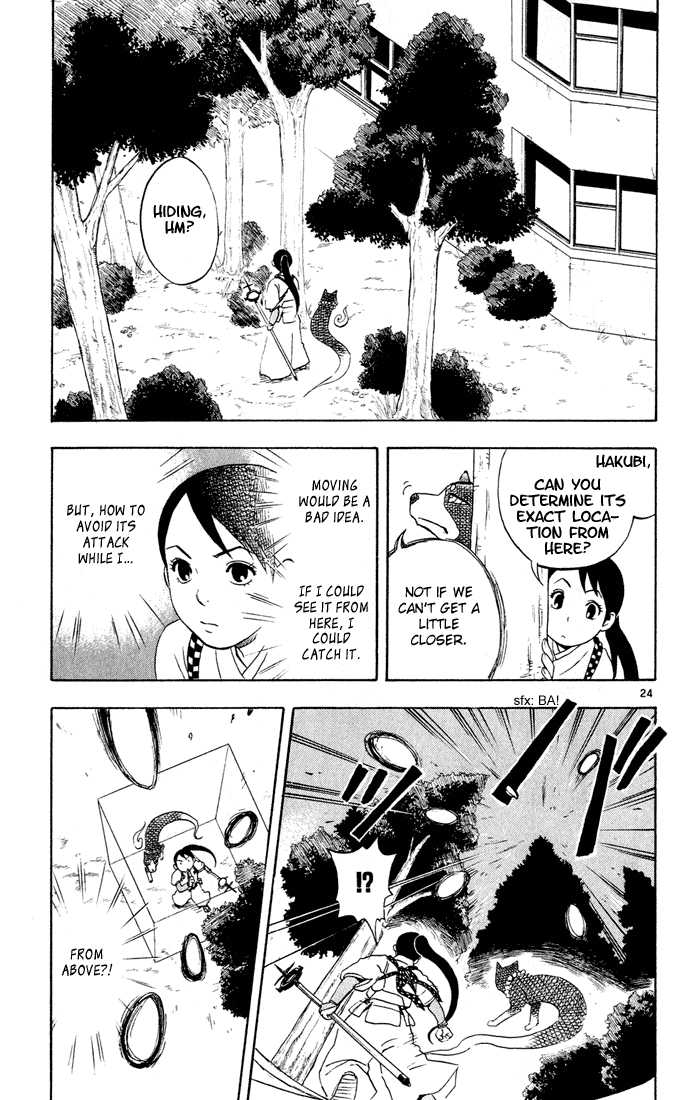 HIDING,
HM?
HAKUBI,
CAN YOU
DETERMINE ITS
EXACT LOCA-
TION FROM
HERE?
NOT IF WE
CAN'T GET A
LITTLE
CLOSER.
MOVING
WOULD BE A
BAD IDEA.
IF I COULD
SEE IT FROM
HERE, I
COULD
CATCH IT.
BUT, HOW TO
AVOID ITS
ATTACK
WHILE I...
24
sfx: BA!
!?
FROM
ABOVE?!